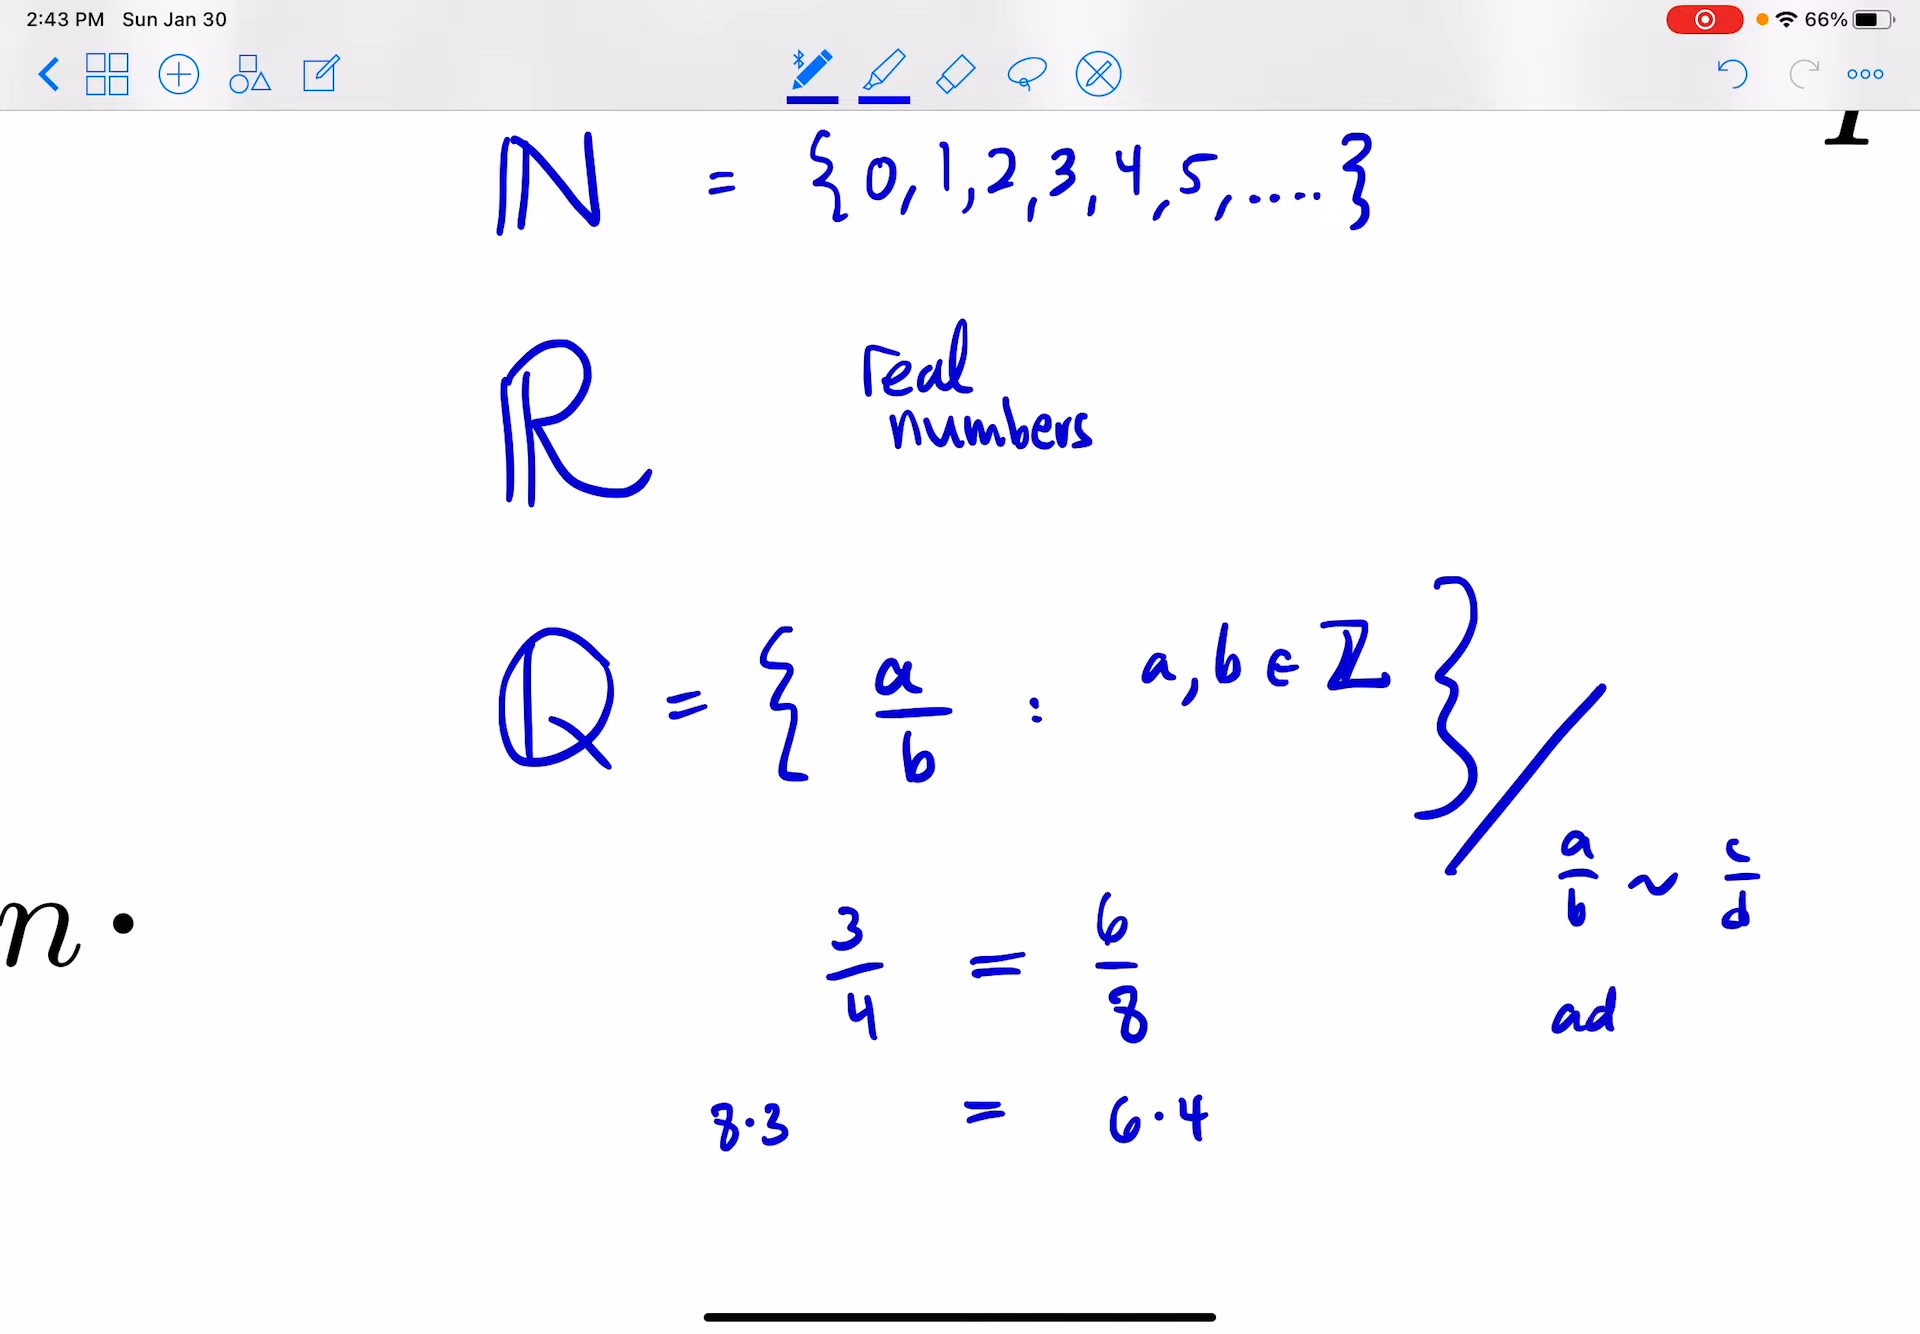 2:43 PM Sun Jan 30 66%
ℕ = {0,1,2,3,4,5,....}
ℝ real
numbers
ℚ = { a/b : a,b ∈ ℤ } / a/b ~ c/d
n ·
3/4 = 6/8
ad
8·3 = 6·4